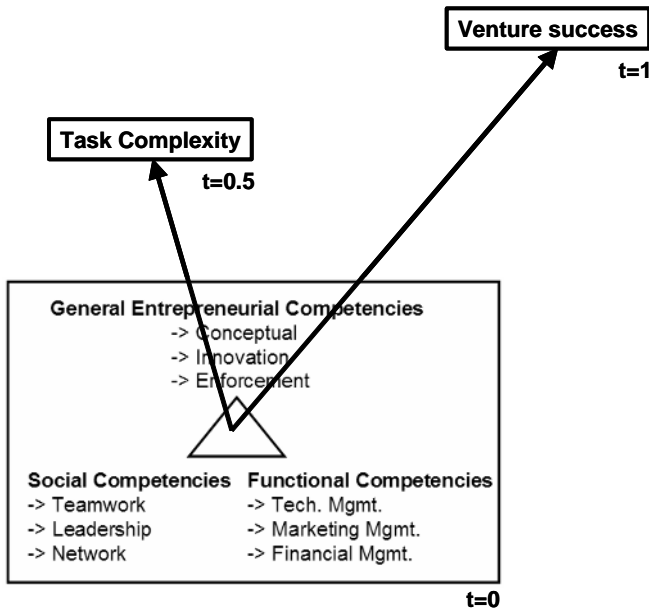 Venture success
t=1
Task Complexity
t=0.5
General Entrepreneurial Competencies
-> Conceptual
-> Innovation
-> Enforcement
Social Competencies
-> Teamwork
-> Leadership
-> Network
Functional Competencies
-> Tech. Mgmt.
-> Marketing Mgmt.
-> Financial Mgmt.
t=0